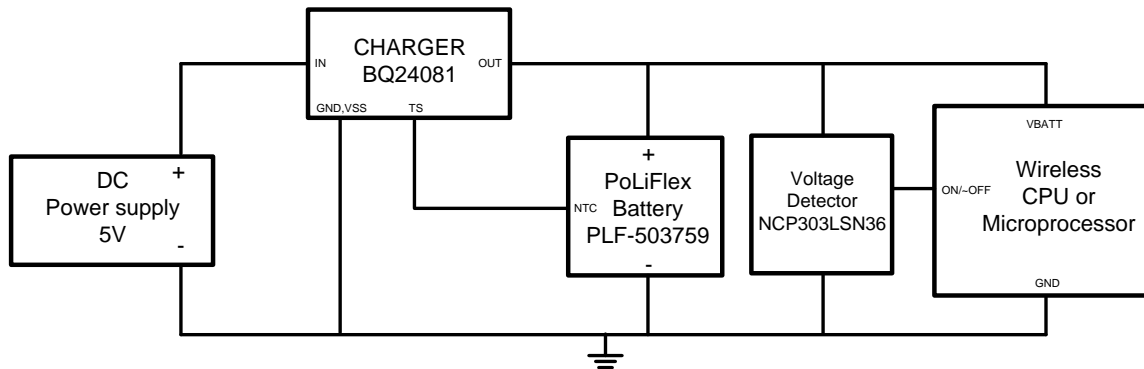 CHARGER
BQ24081
IN
OUT
GND,VSS
TS
DC
Power supply
5V
+
-
+
PoLiFlex
Battery
PLF-503759
NTC
-
Voltage
Detector
NCP303LSN36
VBATT
Wireless
CPU or
Microprocessor
ON/~OFF
GND